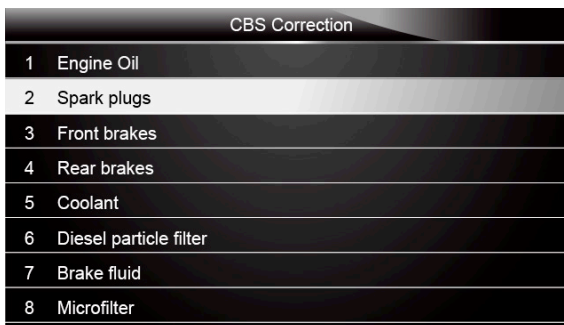 CBS Correction
1 Engine Oil
2 Spark plugs
3 Front brakes
4 Rear brakes
5 Coolant
6 Diesel particle filter
7 Brake fluid
8 Microfilter